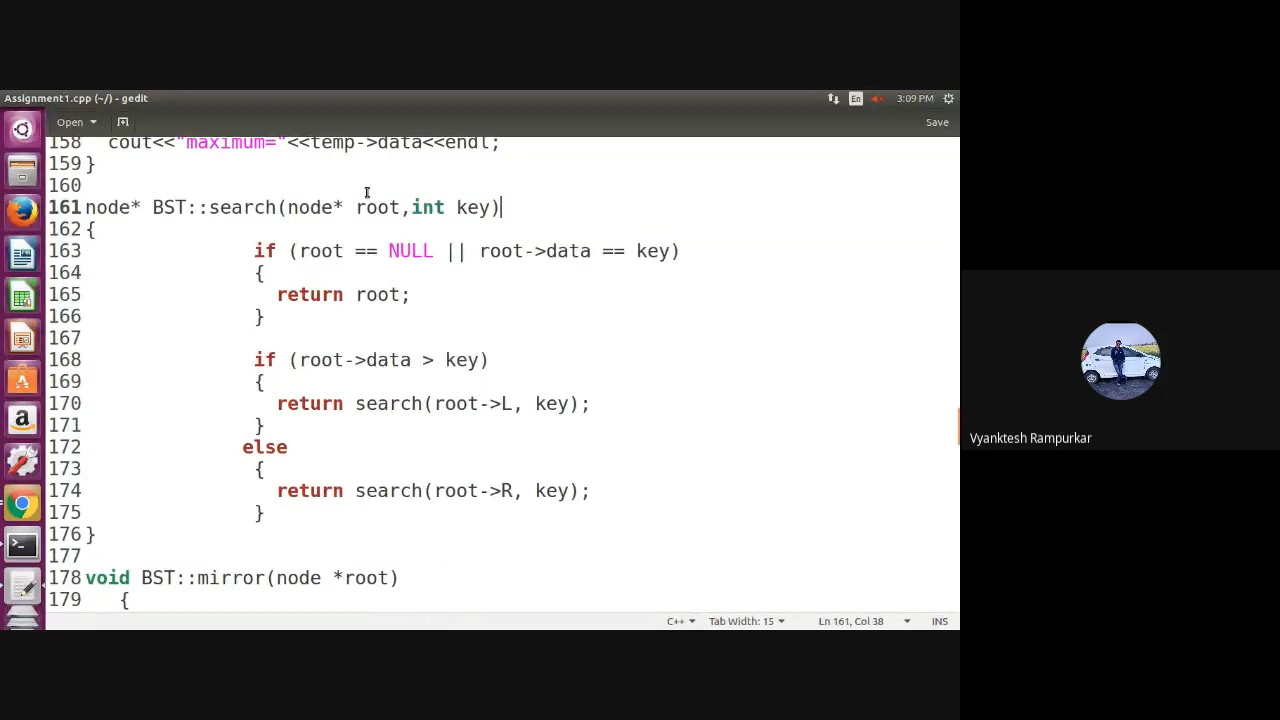 Assignment1.cpp (~/) - gedit
En
3:09 PM
Open
Save
158 cout<<"maximum="<<temp->data<<endl;
159 }
160
161 node* BST::search(node* root,int key)
162 {
163 if (root == NULL || root->data == key)
164 {
165 return root;
166 }
167
168 if (root->data > key)
169 {
170 return search(root->L, key);
171 }
172 else
173 {
174 return search(root->R, key);
175 }
176 }
177
178 void BST::mirror(node *root)
179 {
C++
Tab Width: 15
Ln 161, Col 38
INS
Vyanktesh Rampurkar